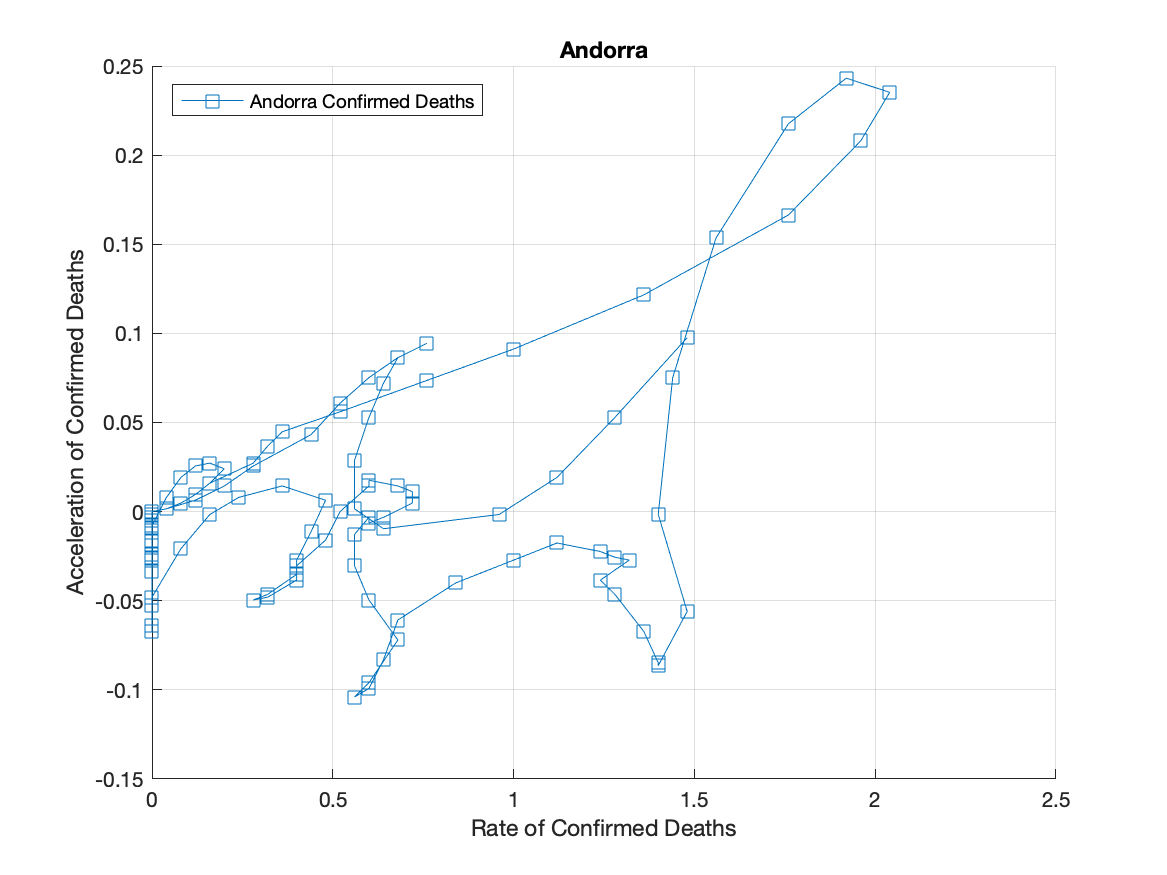 Andorra
Andorra Confirmed Deaths
Acceleration of Confirmed Deaths
0.25
0.2
0.15
0.1
0.05
0
-0.05
-0.1
-0.15
0 0.5 1 1.5 2 2.5
Rate of Confirmed Deaths